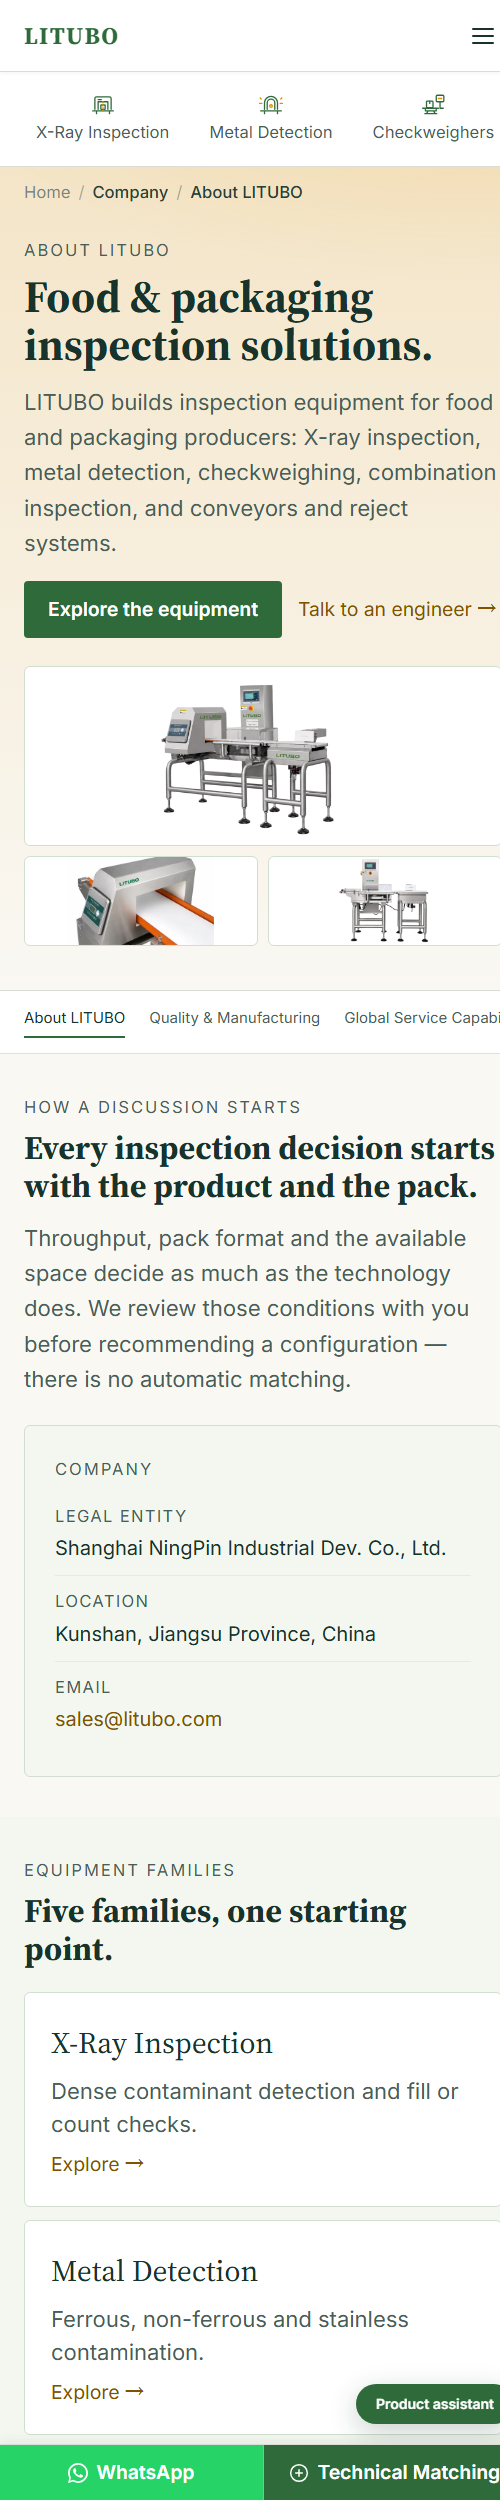 LITUBO
X-Ray Inspection
Metal Detection
Checkweighers
Home / Company / About LITUBO
ABOUT LITUBO
Food & packaging
inspection solutions.
LITUBO builds inspection equipment for food
and packaging producers: X-ray inspection,
metal detection, checkweighing, combination
inspection, and conveyors and reject
systems.
Explore the equipment
Talk to an engineer →
LITUBO
LITUBO
LITUBO
LITUBO
About LITUBO
Quality & Manufacturing
Global Service Capabi
HOW A DISCUSSION STARTS
Every inspection decision starts
with the product and the pack.
Throughput, pack format and the available
space decide as much as the technology
does. We review those conditions with you
before recommending a configuration —
there is no automatic matching.
COMPANY
LEGAL ENTITY
Shanghai NingPin Industrial Dev. Co., Ltd.
LOCATION
Kunshan, Jiangsu Province, China
EMAIL
sales@litubo.com
EQUIPMENT FAMILIES
Five families, one starting
point.
X-Ray Inspection
Dense contaminant detection and fill or
count checks.
Explore →
Metal Detection
Ferrous, non-ferrous and stainless
contamination.
Explore →
Product assistant
WhatsApp
Technical Matching